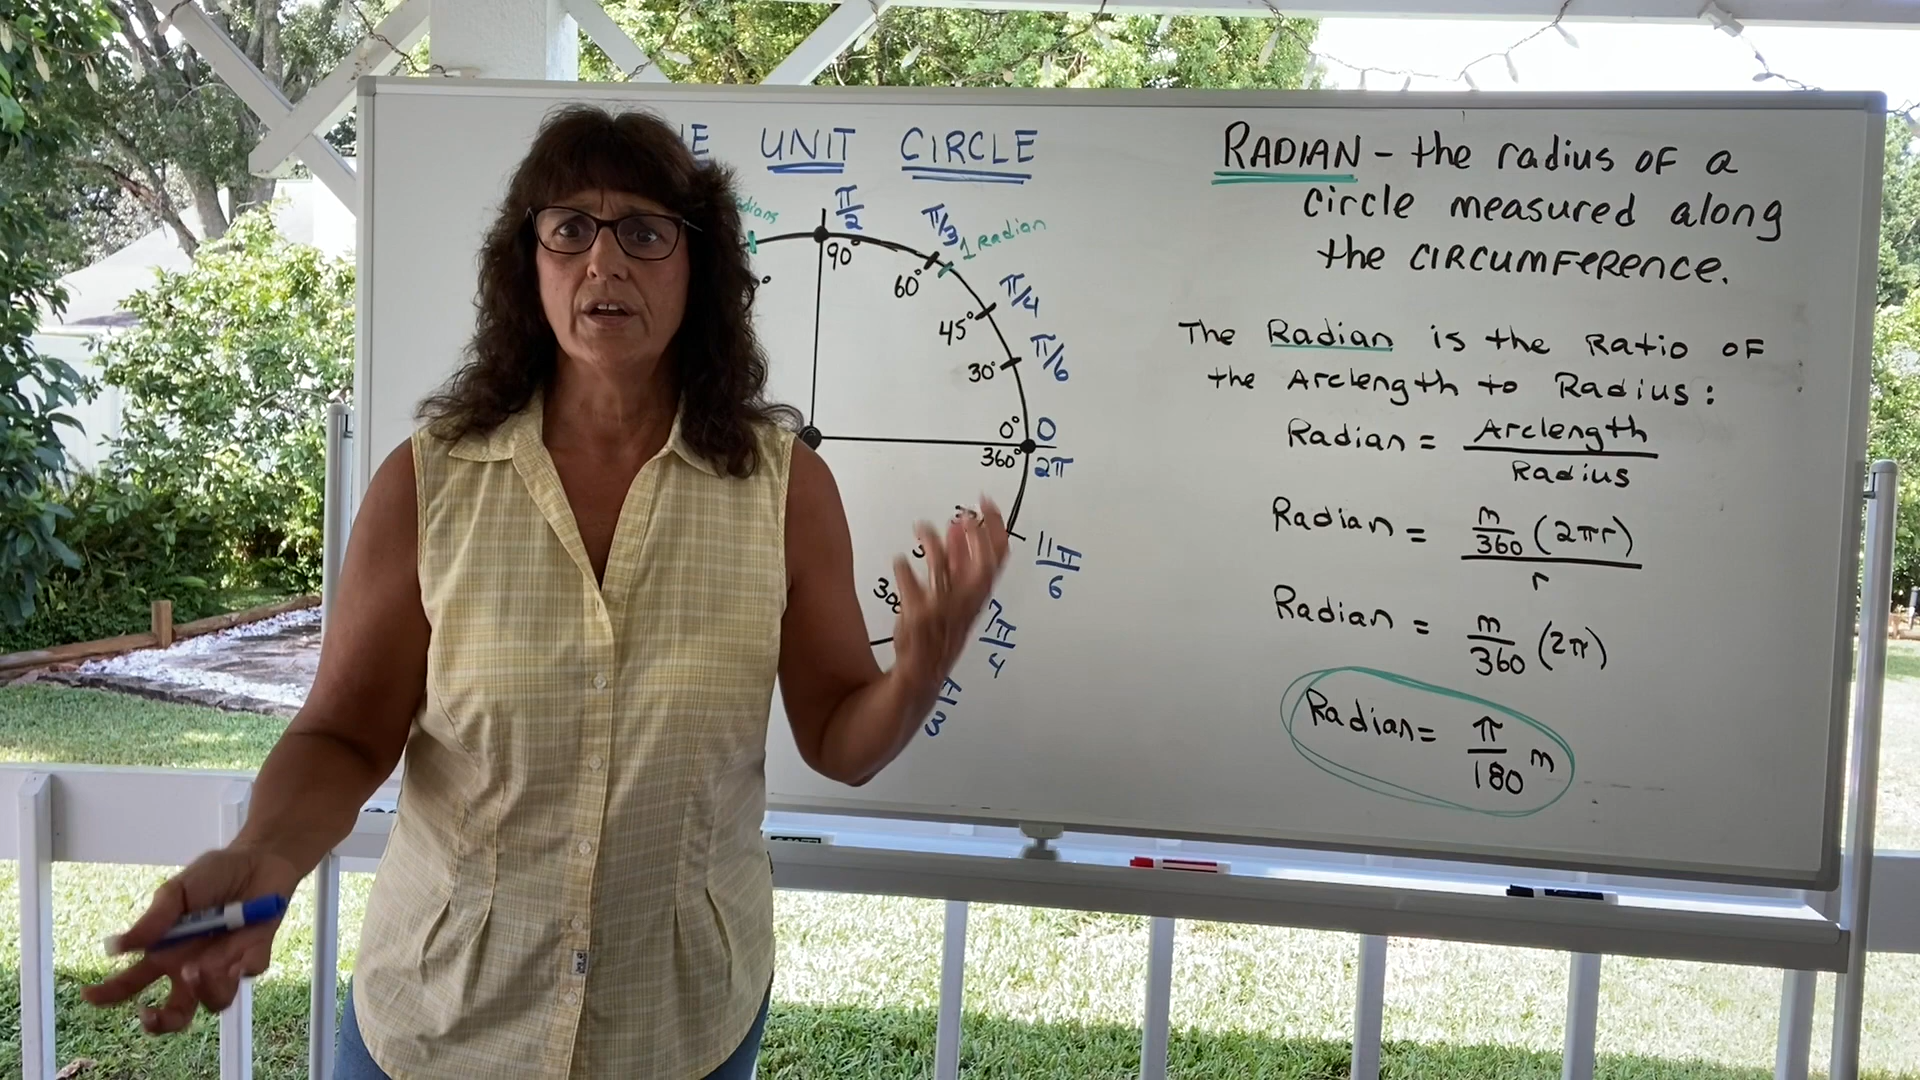 UNIT CIRCLE
π/2
90°
π/3
1 Radian
60°
π/4
45°
π/6
30°
0° 0
360° 2π
11π/6
7π/4
RADIAN - the radius OF a
circle measured along
the CIRCUMFERENCE.
The Radian is the Ratio OF
the Arclength to Radius:
Radian = Arclength/Radius
Radian = m/360 (2πr)/r
Radian = m/360 (2π)
Radian = π/180 m